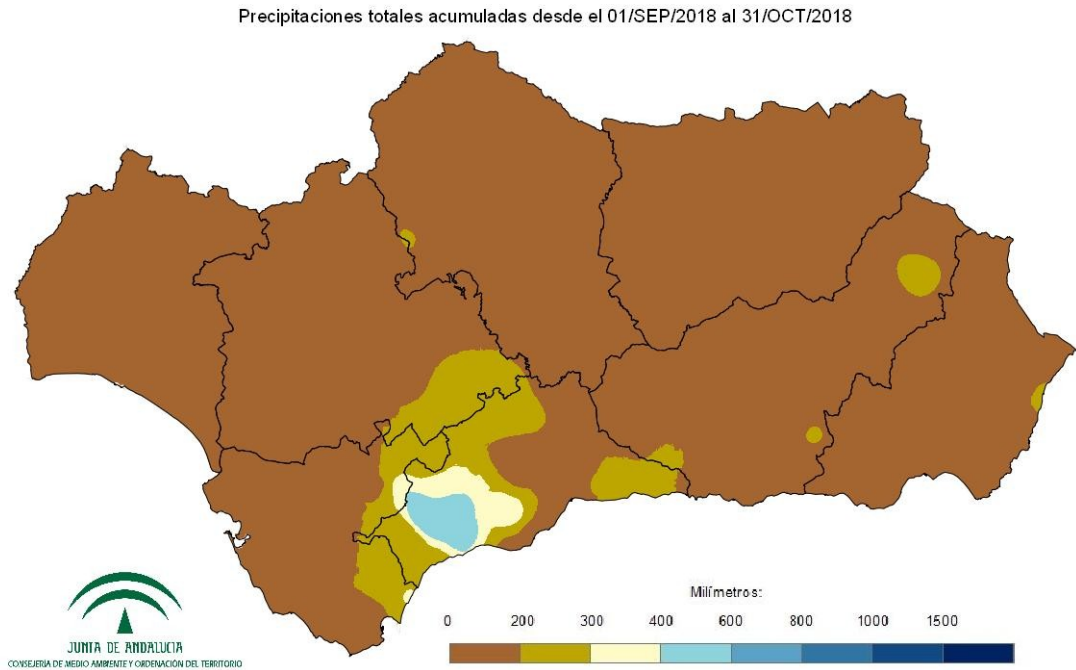 Precipitaciones totales acumuladas desde el 01/SEP/2018 al 31/OCT/2018
Milímetros:
0 200 300 400 600 800 1000 1500
JUNTA DE ANDALUCIA
CONSEJERÍA DE MEDIO AMBIENTE Y ORDENACIÓN DEL TERRITORIO